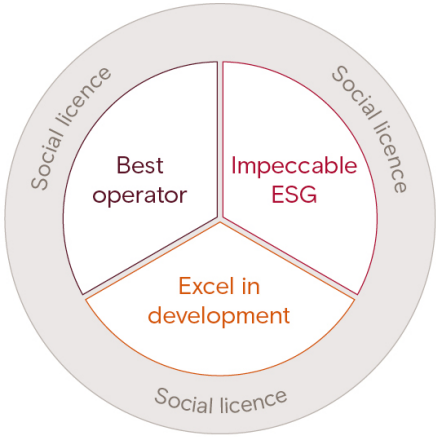 Social licence
Social licence
Best
operator
Impeccable
ESG
Excel in
development
Social licence